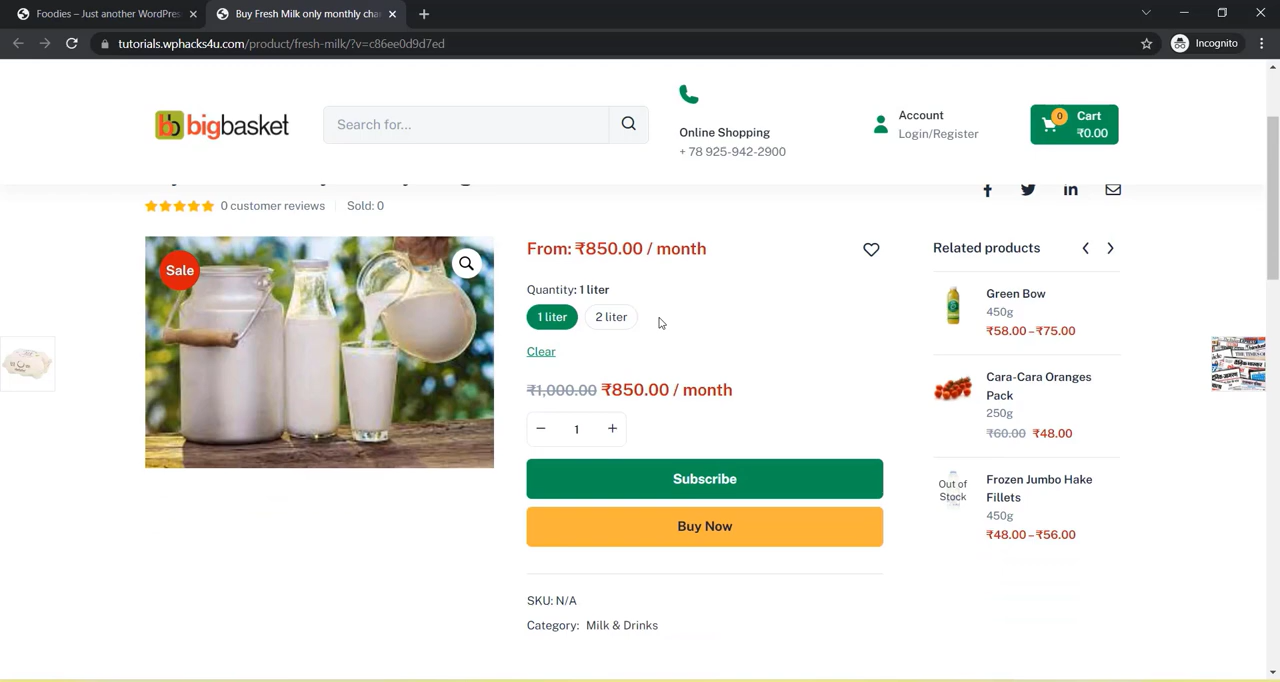 Foodies – Just another WordPres
Buy Fresh Milk only monthly cha
tutorials.wphacks4u.com/product/fresh-milk/?v=c86ee0d9d7ed
Incognito
bb bigbasket
Search for...
Online Shopping
+ 78 925-942-2900
Account
Login/Register
0
Cart
₹0.00
0 customer reviews
Sold: 0
Sale
From: ₹850.00 / month
Quantity: 1 liter
1 liter
2 liter
Clear
₹1,000.00 ₹850.00 / month
− 1 +
Subscribe
Buy Now
SKU: N/A
Category: Milk & Drinks
Related products
Green Bow
450g
₹58.00 – ₹75.00
Cara-Cara Oranges
Pack
250g
₹60.00 ₹48.00
Out of
Stock
Frozen Jumbo Hake
Fillets
450g
₹48.00 – ₹56.00